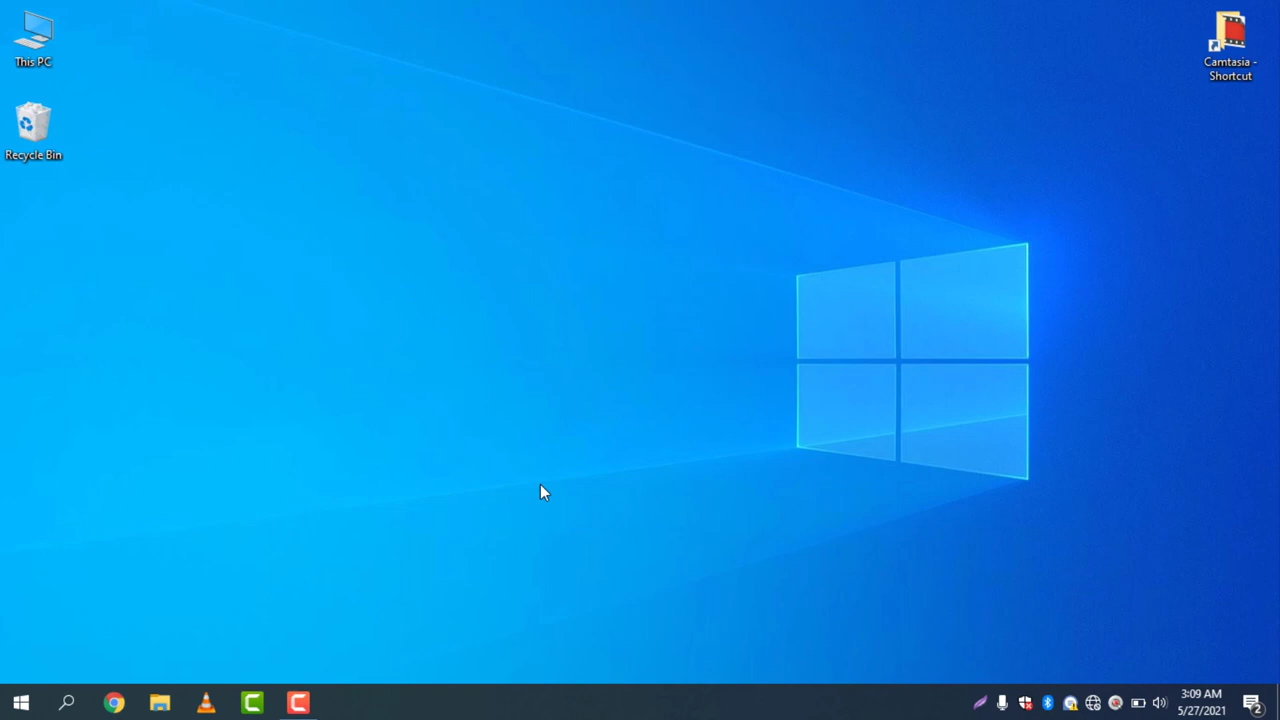 This PC
Recycle Bin
Camtasia -
Shortcut
3:09 AM
5/27/2021
2